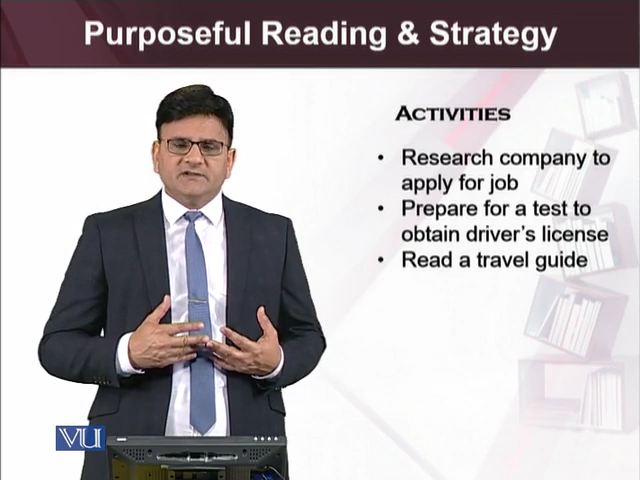 Purposeful Reading & Strategy
ACTIVITIES
• Research company to
apply for job
• Prepare for a test to
obtain driver's license
• Read a travel guide
VU